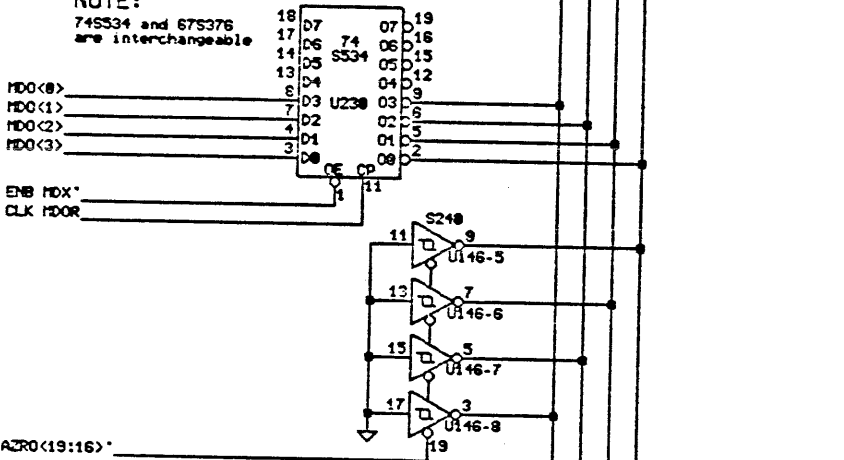 NOTE:
74S534 and 67S376
are interchangeable
18 D7 O7 19
17 D6 74 O6 16
14 D5 S534 O5 15
13 D4 O4 12
MDO<0> 8 D3 U230 O3 9
MDO<1> 7 D2 O2 6
MDO<2> 4 D1 O1 5
MDO<3> 3 D0 O0 2
OE CP
1 11
ENB MDX'
CLK MDOR
S240
11 9
U146-5
13 7
U146-6
15 5
U146-7
17 3
U146-8
19
AZRO<19:16>'